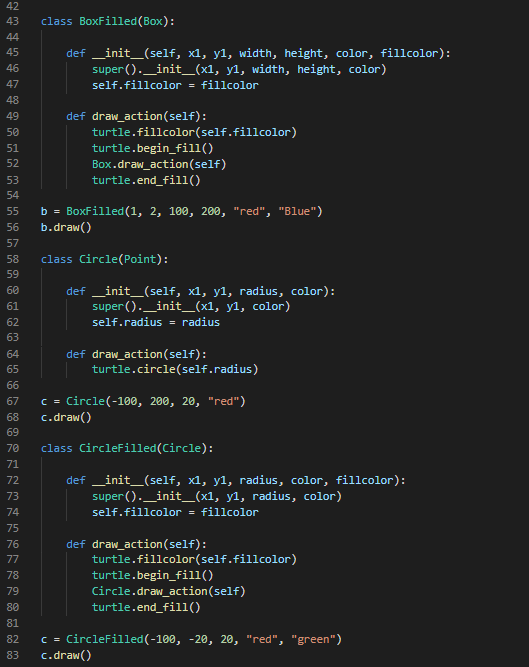 42
43 class BoxFilled(Box):
44
45     def __init__(self, x1, y1, width, height, color, fillcolor):
46         super().__init__(x1, y1, width, height, color)
47         self.fillcolor = fillcolor
48
49     def draw_action(self):
50         turtle.fillcolor(self.fillcolor)
51         turtle.begin_fill()
52         Box.draw_action(self)
53         turtle.end_fill()
54
55 b = BoxFilled(1, 2, 100, 200, "red", "Blue")
56 b.draw()
57
58 class Circle(Point):
59
60     def __init__(self, x1, y1, radius, color):
61         super().__init__(x1, y1, color)
62         self.radius = radius
63
64     def draw_action(self):
65         turtle.circle(self.radius)
66
67 c = Circle(-100, 200, 20, "red")
68 c.draw()
69
70 class CircleFilled(Circle):
71
72     def __init__(self, x1, y1, radius, color, fillcolor):
73         super().__init__(x1, y1, radius, color)
74         self.fillcolor = fillcolor
75
76     def draw_action(self):
77         turtle.fillcolor(self.fillcolor)
78         turtle.begin_fill()
79         Circle.draw_action(self)
80         turtle.end_fill()
81
82 c = CircleFilled(-100, -20, 20, "red", "green")
83 c.draw()